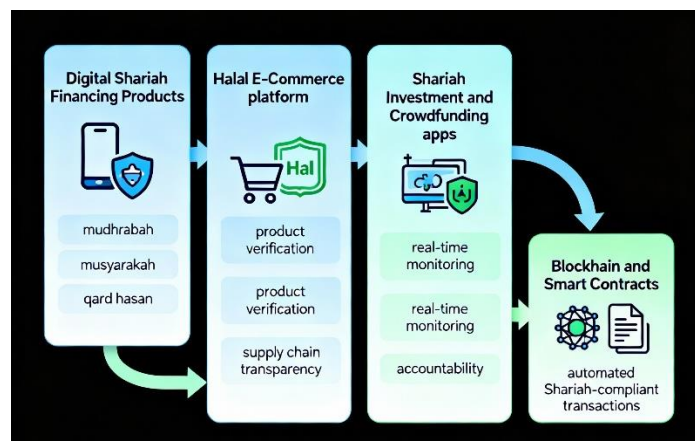 Digital Shariah
Financing Products
mudhrabah
musyarakah
qard hasan
Halal E-Commerce
platform
Hal
product
verification
product
verification
supply chain
transparency
Shariah
Investment and
Crowdfunding
apps
real-time
monitoring
real-time
monitoring
accountability
Blockhain and
Smart Contracts
automated
Shariah-compliant
transactions